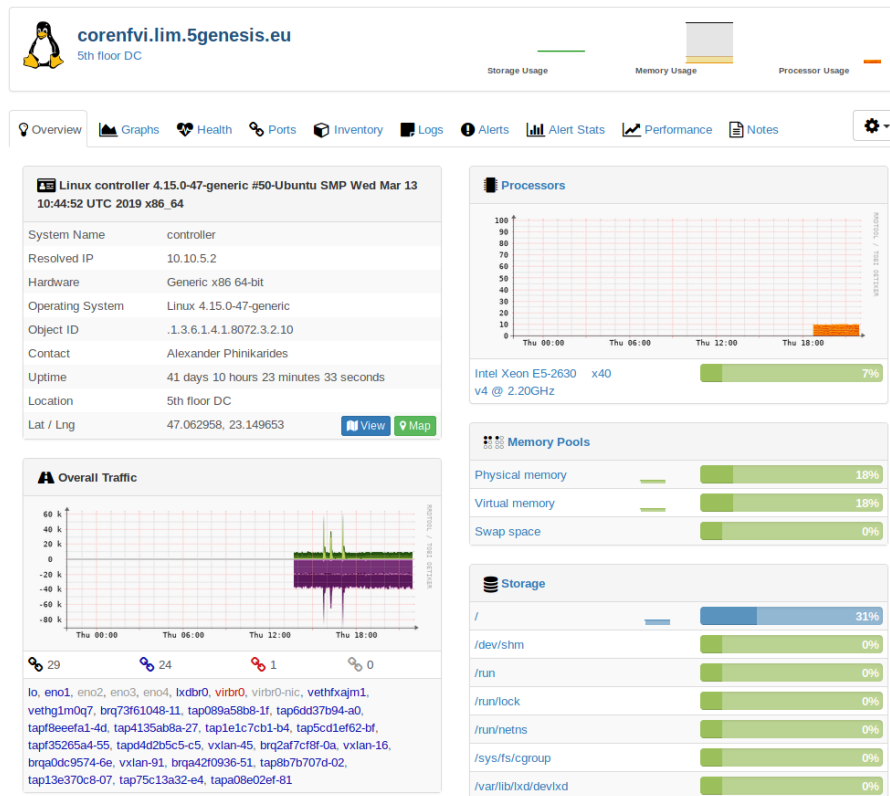 corenfvi.lim.5genesis.eu
5th floor DC
Storage Usage
Memory Usage
Processor Usage
Overview
Graphs
Health
Ports
Inventory
Logs
Alerts
Alert Stats
Performance
Notes
Linux controller 4.15.0-47-generic #50-Ubuntu SMP Wed Mar 13
10:44:52 UTC 2019 x86_64
System Name controller
Resolved IP 10.10.5.2
Hardware Generic x86 64-bit
Operating System Linux 4.15.0-47-generic
Object ID .1.3.6.1.4.1.8072.3.2.10
Contact Alexander Phinikarides
Uptime 41 days 10 hours 23 minutes 33 seconds
Location 5th floor DC
Lat / Lng 47.062958, 23.149653 View Map
Overall Traffic
60 k
40 k
20 k
0
-20 k
-40 k
-60 k
-80 k
Thu 00:00 Thu 06:00 Thu 12:00 Thu 18:00
RRDTOOL / TOBI OETIKER
29 24 1 0
lo, eno1, eno2, eno3, eno4, lxdbr0, virbr0, virbr0-nic, vethfxajm1,
vethg1m0q7, brq73f61048-11, tap089a58b8-1f, tap6dd37b94-a0,
tapf8eeefa1-4d, tap4135ab8a-27, tap1e1c7cb1-b4, tap5cd1ef62-bf,
tapf35265a4-55, tapd4d2b5c5-c5, vxlan-45, brq2af7cf8f-0a, vxlan-16,
brqa0dc9574-6e, vxlan-91, brqa42f0936-51, tap8b7b707d-02,
tap13e370c8-07, tap75c13a32-e4, tapa08e02ef-81
Processors
100
90
80
70
60
50
40
30
20
10
0
Thu 00:00 Thu 06:00 Thu 12:00 Thu 18:00
RRDTOOL / TOBI OETIKER
Intel Xeon E5-2630 x40 7%
v4 @ 2.20GHz
Memory Pools
Physical memory 18%
Virtual memory 18%
Swap space 0%
Storage
/ 31%
/dev/shm 0%
/run 0%
/run/lock 0%
/run/netns 0%
/sys/fs/cgroup 0%
/var/lib/lxd/devlxd 0%